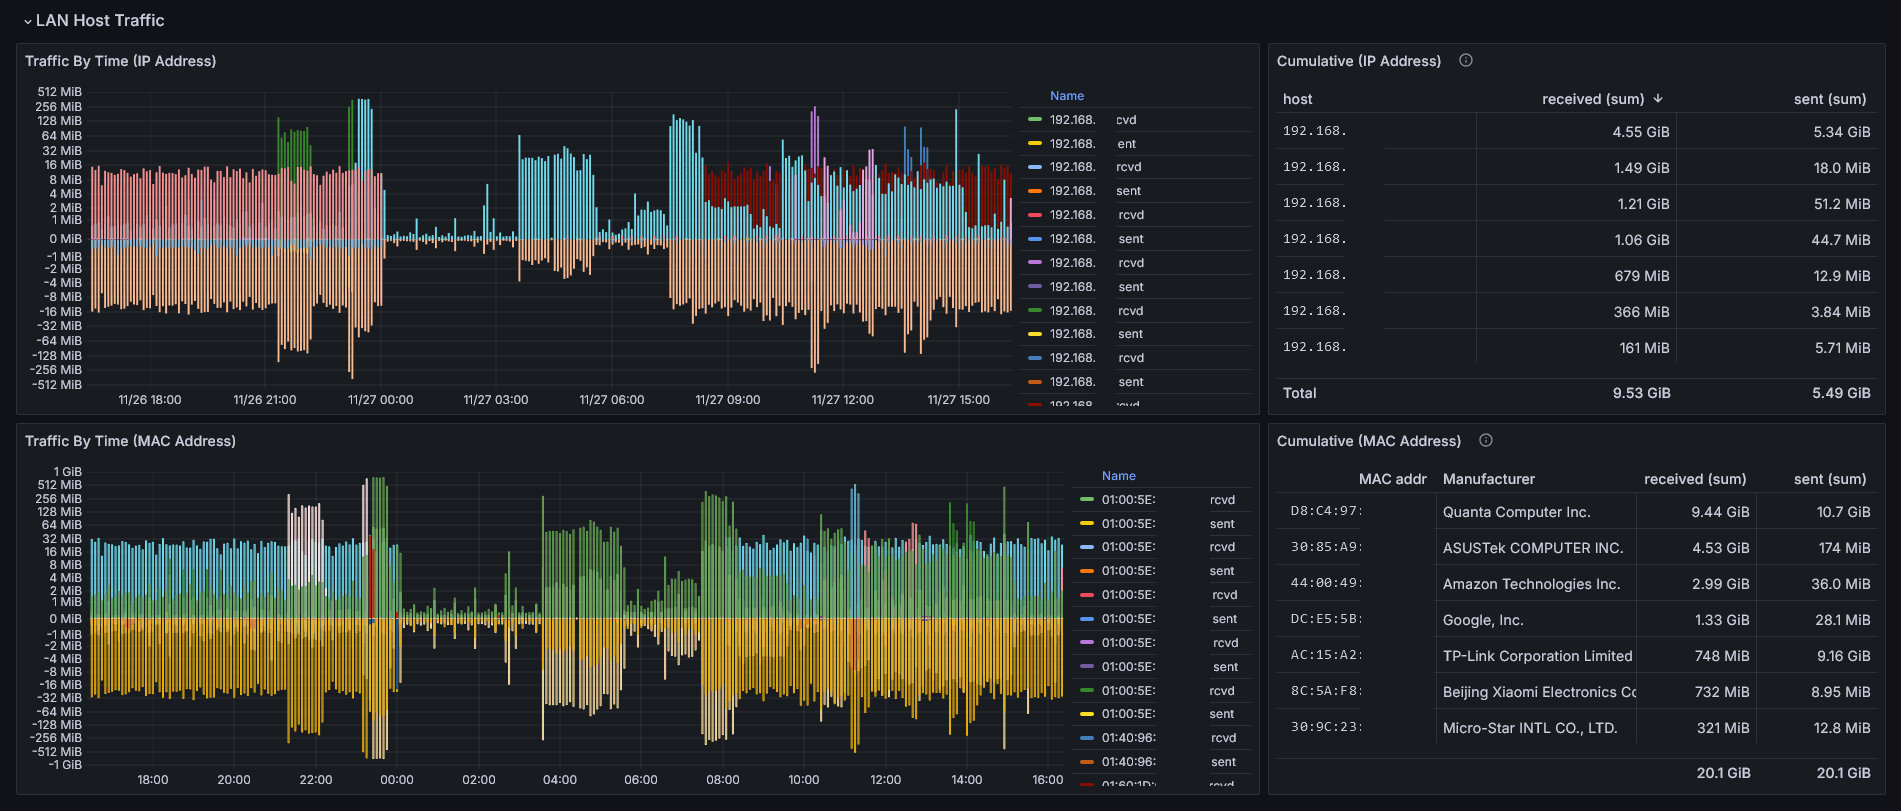 LAN Host Traffic
Traffic By Time (IP Address)
512 MiB
256 MiB
128 MiB
64 MiB
32 MiB
16 MiB
8 MiB
4 MiB
2 MiB
1 MiB
0 MiB
-1 MiB
-2 MiB
-4 MiB
-8 MiB
-16 MiB
-32 MiB
-64 MiB
-128 MiB
-256 MiB
-512 MiB
11/26 18:00 11/26 21:00 11/27 00:00 11/27 03:00 11/27 06:00 11/27 09:00 11/27 12:00 11/27 15:00
Name
192.168. cvd
192.168. ent
192.168. rcvd
192.168. sent
192.168. rcvd
192.168. sent
192.168. rcvd
192.168. sent
192.168. rcvd
192.168. sent
192.168. rcvd
192.168. sent
Cumulative (IP Address)
host received (sum) sent (sum)
192.168. 4.55 GiB 5.34 GiB
192.168. 1.49 GiB 18.0 MiB
192.168. 1.21 GiB 51.2 MiB
192.168. 1.06 GiB 44.7 MiB
192.168. 679 MiB 12.9 MiB
192.168. 366 MiB 3.84 MiB
192.168. 161 MiB 5.71 MiB
Total 9.53 GiB 5.49 GiB
Traffic By Time (MAC Address)
1 GiB
512 MiB
256 MiB
128 MiB
64 MiB
32 MiB
16 MiB
8 MiB
4 MiB
2 MiB
1 MiB
0 MiB
-1 MiB
-2 MiB
-4 MiB
-8 MiB
-16 MiB
-32 MiB
-64 MiB
-128 MiB
-256 MiB
-512 MiB
-1 GiB
18:00 20:00 22:00 00:00 02:00 04:00 06:00 08:00 10:00 12:00 14:00 16:00
Name
01:00:5E: rcvd
01:00:5E: sent
01:00:5E: rcvd
01:00:5E: sent
01:00:5E: rcvd
01:00:5E: sent
01:00:5E: rcvd
01:00:5E: sent
01:00:5E: rcvd
01:00:5E: sent
01:40:96: rcvd
01:40:96: sent
Cumulative (MAC Address)
MAC addr Manufacturer received (sum) sent (sum)
D8:C4:97: Quanta Computer Inc. 9.44 GiB 10.7 GiB
30:85:A9: ASUSTek COMPUTER INC. 4.53 GiB 174 MiB
44:00:49: Amazon Technologies Inc. 2.99 GiB 36.0 MiB
DC:E5:5B: Google, Inc. 1.33 GiB 28.1 MiB
AC:15:A2: TP-Link Corporation Limited 748 MiB 9.16 GiB
8C:5A:F8: Beijing Xiaomi Electronics Co 732 MiB 8.95 MiB
30:9C:23: Micro-Star INTL CO., LTD. 321 MiB 12.8 MiB
20.1 GiB 20.1 GiB